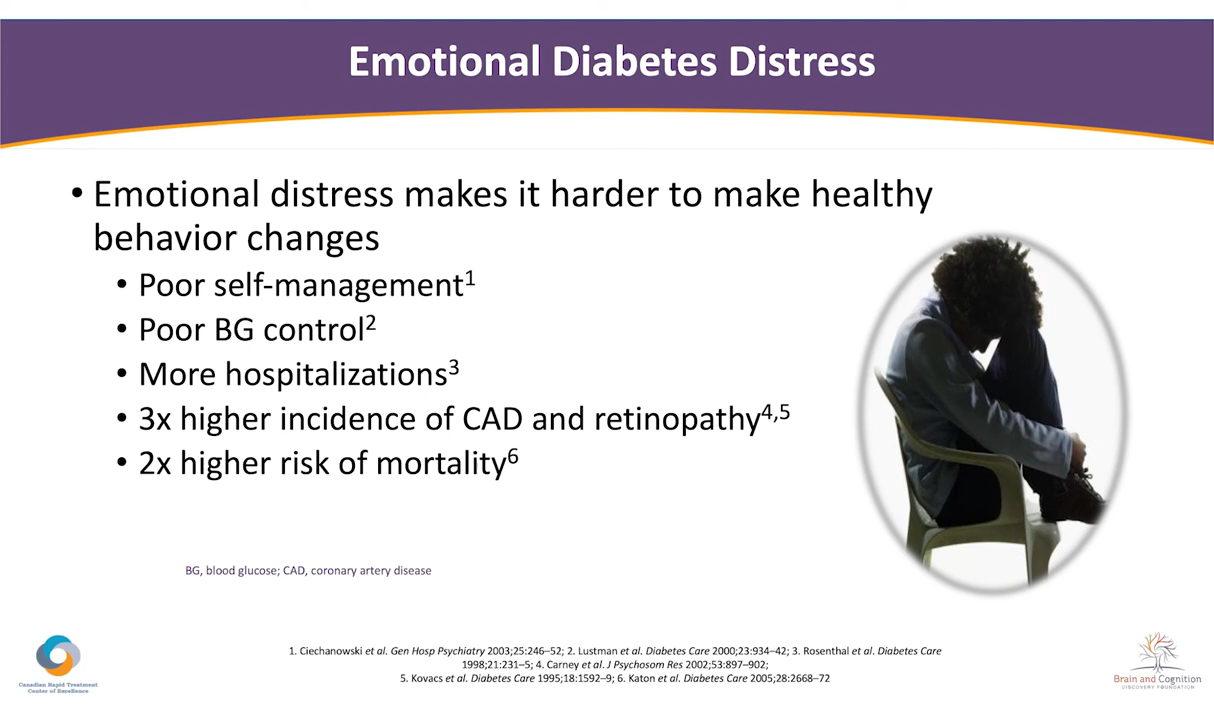 Emotional Diabetes Distress
• Emotional distress makes it harder to make healthy
behavior changes
• Poor self-management1
• Poor BG control2
• More hospitalizations3
• 3x higher incidence of CAD and retinopathy4,5
• 2x higher risk of mortality6
BG, blood glucose; CAD, coronary artery disease
1. Ciechanowski et al. Gen Hosp Psychiatry 2003;25:246–52; 2. Lustman et al. Diabetes Care 2000;23:934–42; 3. Rosenthal et al. Diabetes Care
1998;21:231–5; 4. Carney et al. J Psychosom Res 2002;53:897–902;
5. Kovacs et al. Diabetes Care 1995;18:1592–9; 6. Katon et al. Diabetes Care 2005;28:2668–72
Canadian Rapid Treatment
Center of Excellence
Brain and Cognition
DISCOVERY FOUNDATION